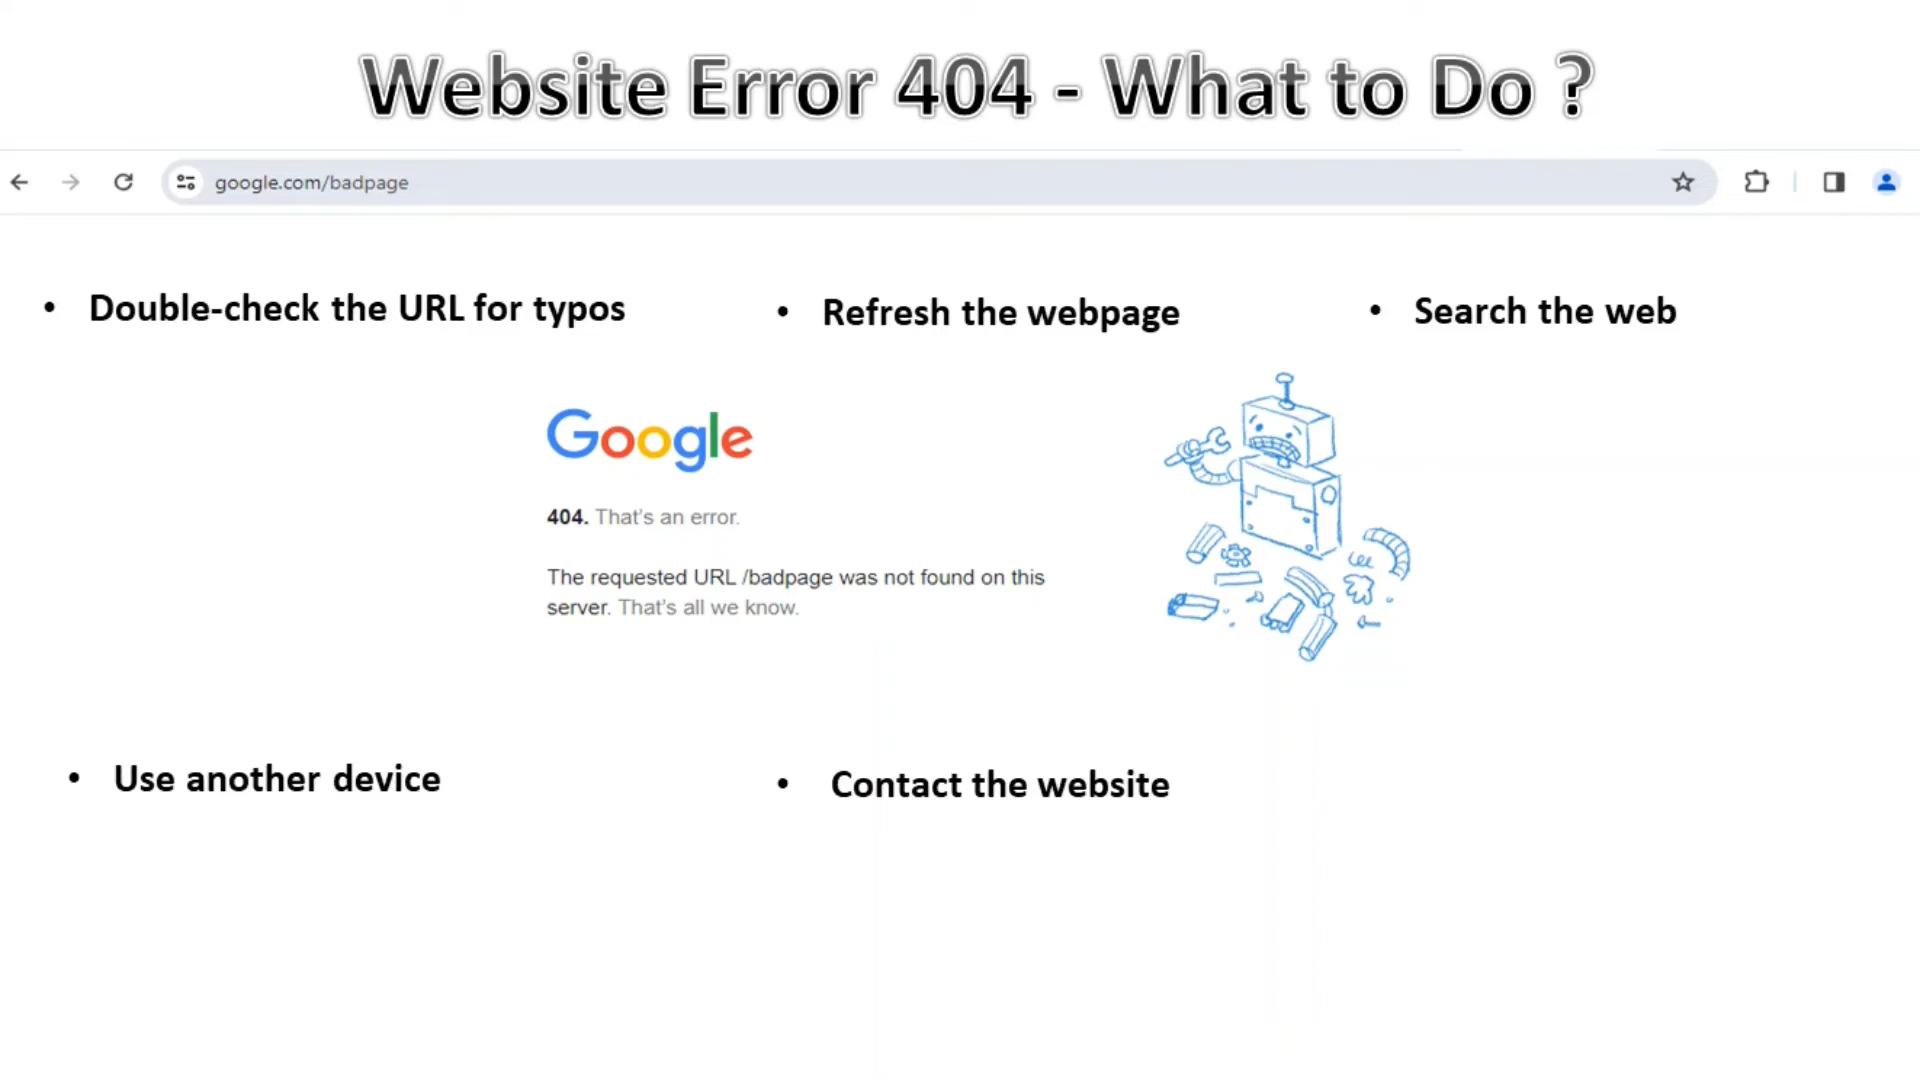 Website Error 404 - What to Do ?
google.com/badpage
• Double-check the URL for typos
• Refresh the webpage
• Search the web
Google
404. That's an error.
The requested URL /badpage was not found on this
server. That's all we know.
• Use another device
• Contact the website